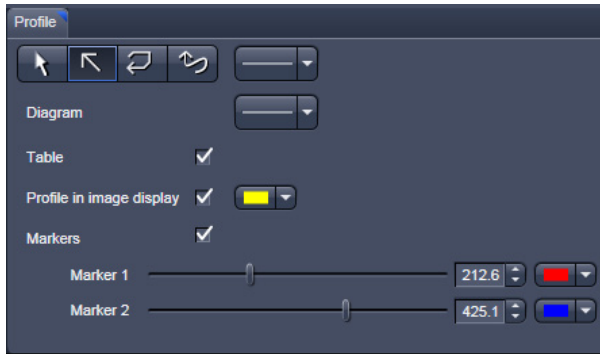 Profile
Diagram
Table
Profile in image display
Markers
Marker 1 212.6
Marker 2 425.1